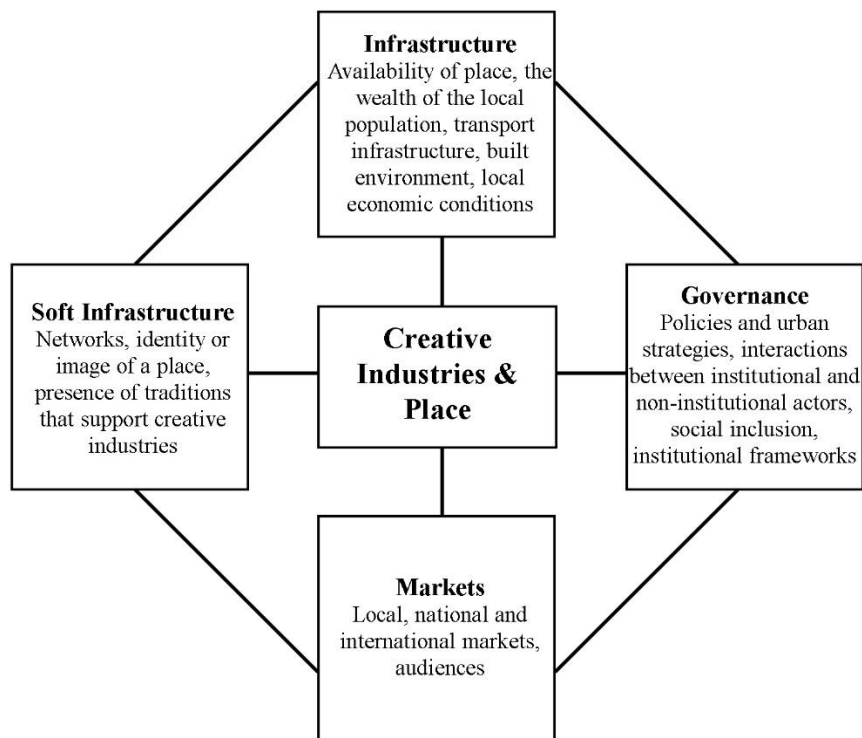 Infrastructure
Availability of place, the
wealth of the local
population, transport
infrastructure, built
environment, local
economic conditions
Soft Infrastructure
Networks, identity or
image of a place,
presence of traditions
that support creative
industries
Creative
Industries &
Place
Governance
Policies and urban
strategies, interactions
between institutional and
non-institutional actors,
social inclusion,
institutional frameworks
Markets
Local, national and
international markets,
audiences